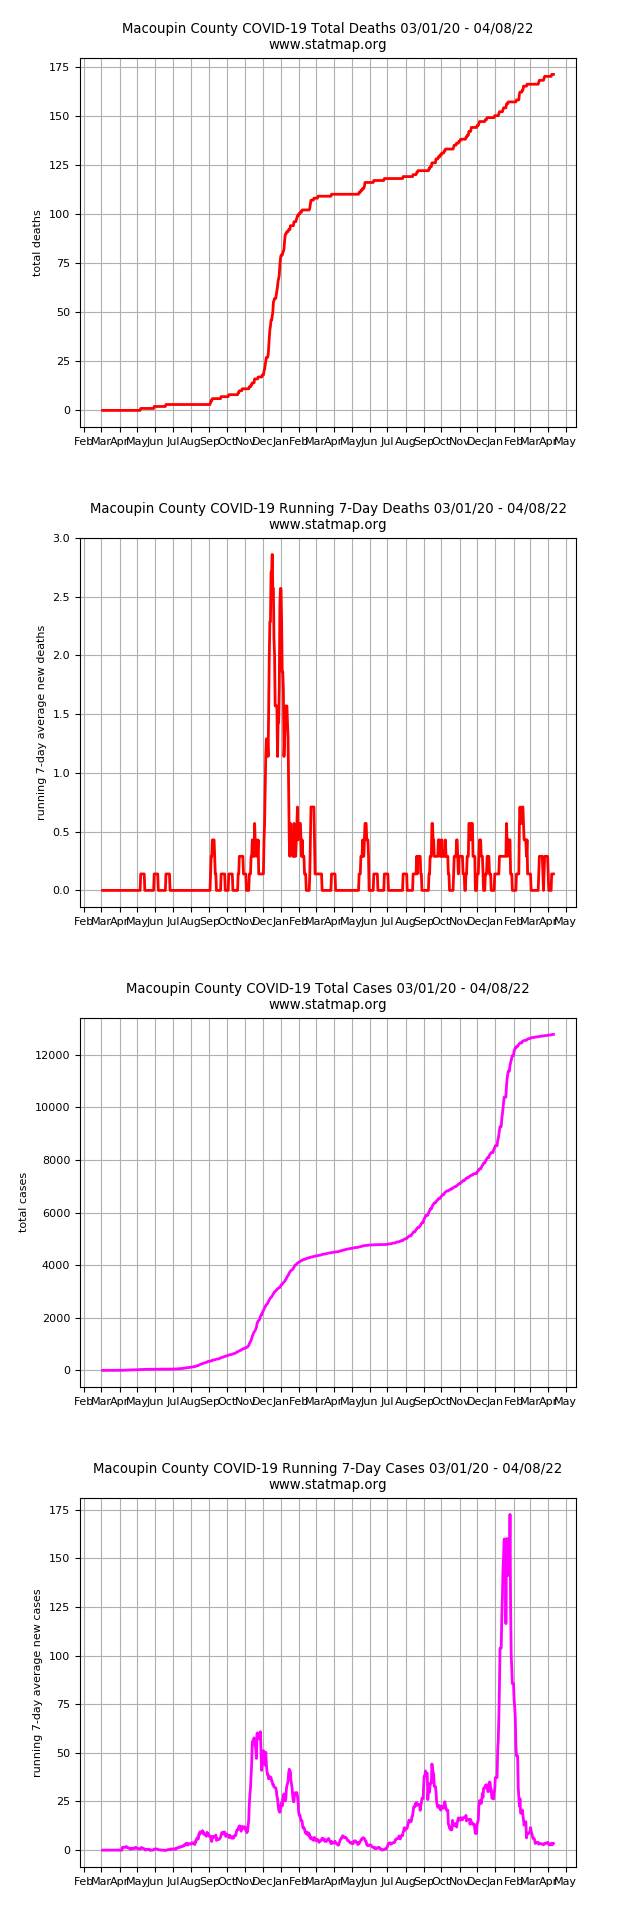 Macoupin County COVID-19 Total Deaths 03/01/20 - 04/08/22
www.statmap.org
175
150
125
100
75
50
25
0
total deaths
Feb Mar Apr May Jun Jul Aug Sep Oct Nov Dec Jan Feb Mar Apr May Jun Jul Aug Sep Oct Nov Dec Jan Feb Mar Apr May
Macoupin County COVID-19 Running 7-Day Deaths 03/01/20 - 04/08/22
www.statmap.org
3.0
2.5
2.0
1.5
1.0
0.5
0.0
running 7-day average new deaths
Feb Mar Apr May Jun Jul Aug Sep Oct Nov Dec Jan Feb Mar Apr May Jun Jul Aug Sep Oct Nov Dec Jan Feb Mar Apr May
Macoupin County COVID-19 Total Cases 03/01/20 - 04/08/22
www.statmap.org
12000
10000
8000
6000
4000
2000
0
total cases
Feb Mar Apr May Jun Jul Aug Sep Oct Nov Dec Jan Feb Mar Apr May Jun Jul Aug Sep Oct Nov Dec Jan Feb Mar Apr May
Macoupin County COVID-19 Running 7-Day Cases 03/01/20 - 04/08/22
www.statmap.org
175
150
125
100
75
50
25
0
running 7-day average new cases
Feb Mar Apr May Jun Jul Aug Sep Oct Nov Dec Jan Feb Mar Apr May Jun Jul Aug Sep Oct Nov Dec Jan Feb Mar Apr May